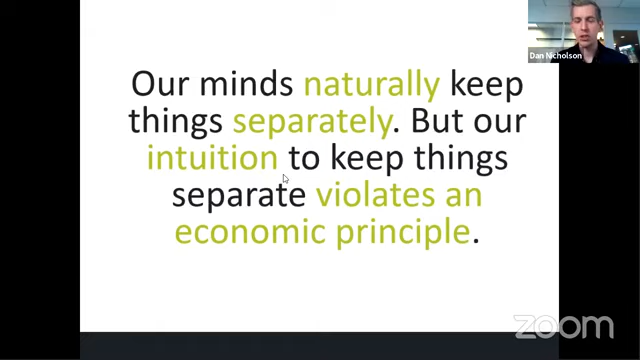 Our minds naturally keep
things separately. But our
intuition to keep things
separate violates an
economic principle.
Dan Nicholson
zoom